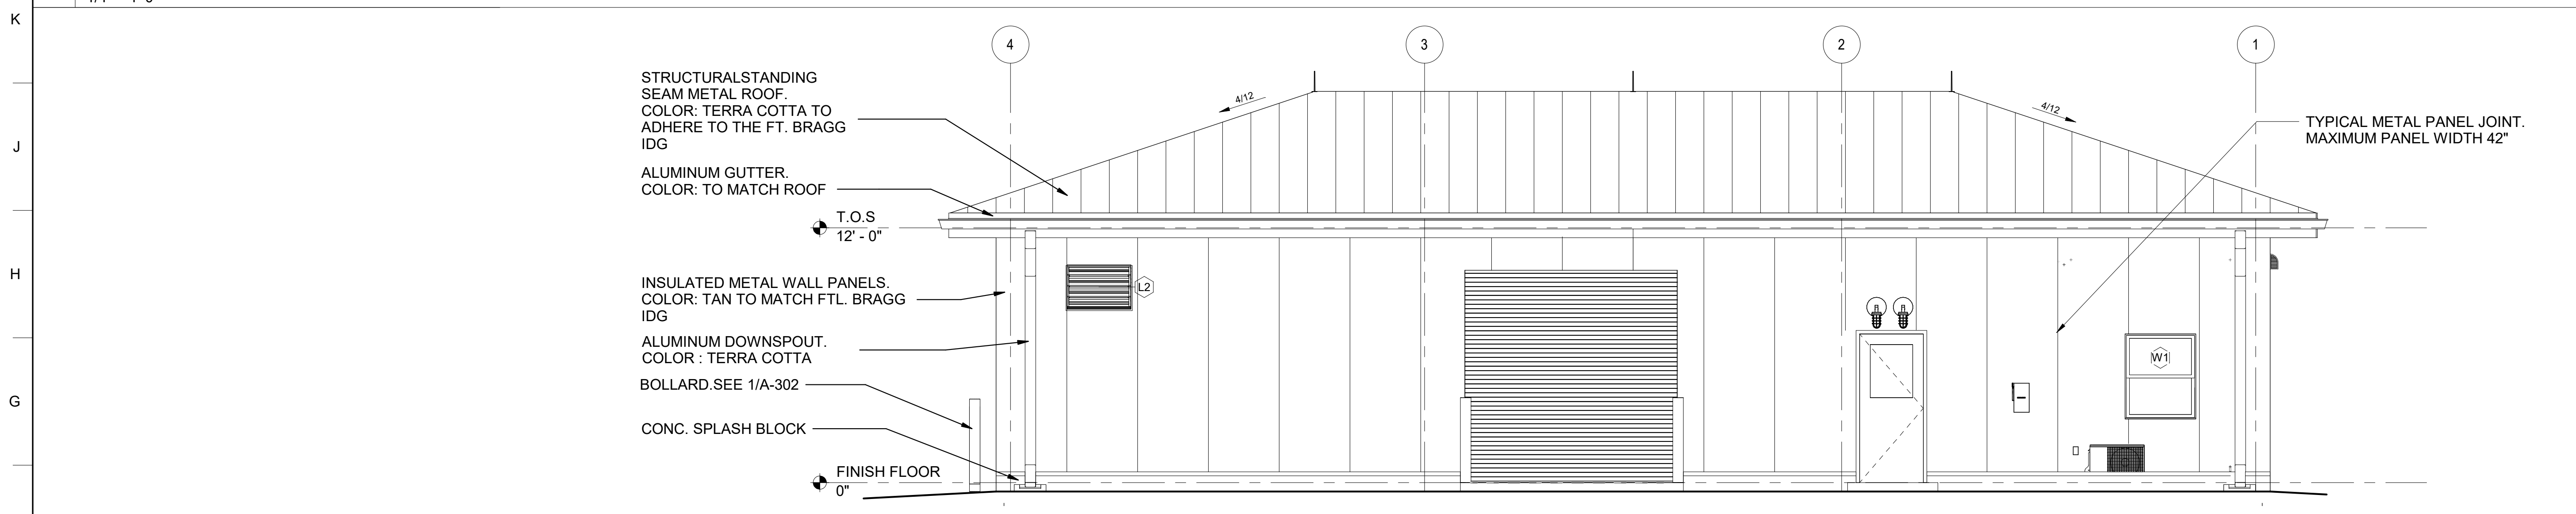 K
J
H
G
4
3
2
1
STRUCTURALSTANDING
SEAM METAL ROOF.
COLOR: TERRA COTTA TO
ADHERE TO THE FT. BRAGG
IDG
ALUMINUM GUTTER.
COLOR: TO MATCH ROOF
T.O.S
12' - 0"
INSULATED METAL WALL PANELS.
COLOR: TAN TO MATCH FTL. BRAGG
IDG
ALUMINUM DOWNSPOUT.
COLOR : TERRA COTTA
BOLLARD.SEE 1/A-302
CONC. SPLASH BLOCK
FINISH FLOOR
0"
4/12
4/12
L2
W1
TYPICAL METAL PANEL JOINT.
MAXIMUM PANEL WIDTH 42"